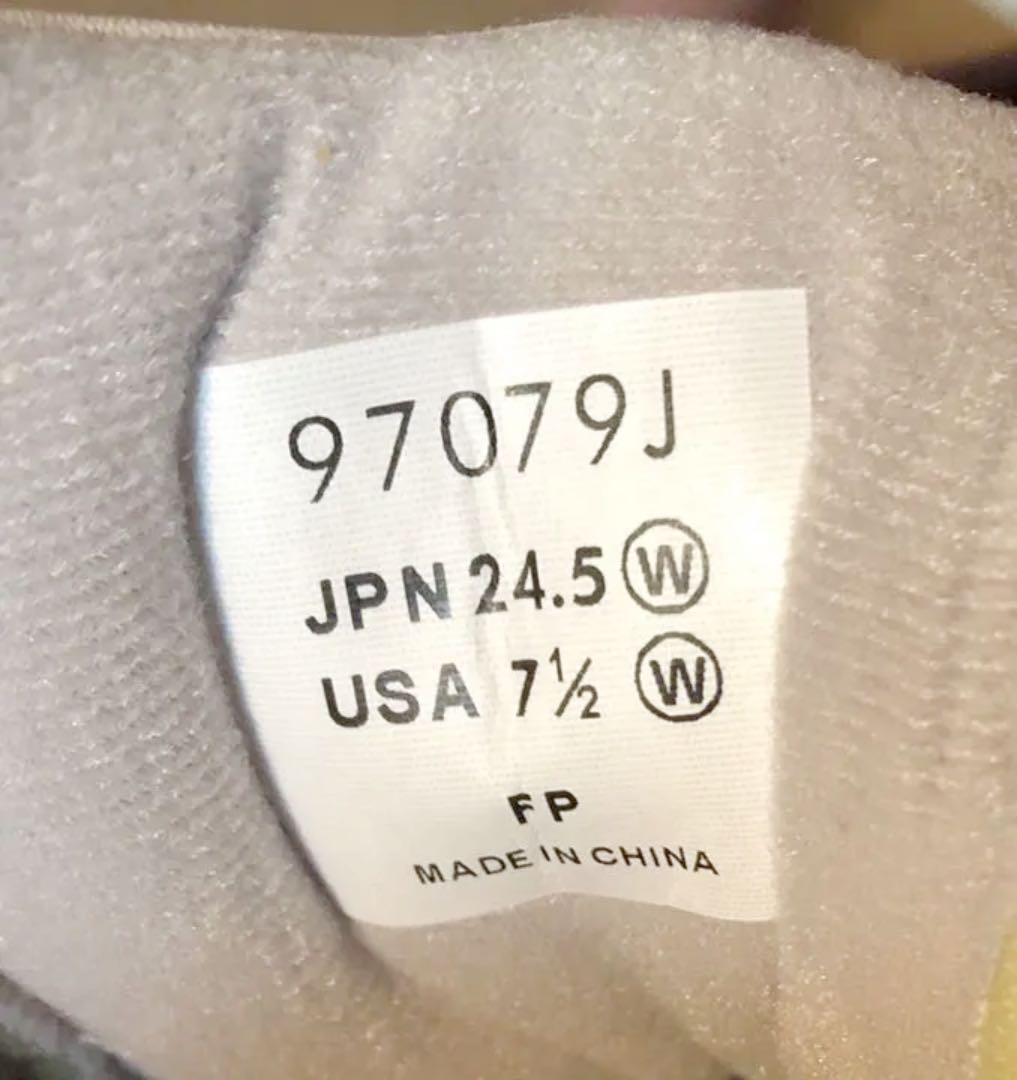 97079J
JPN 24.5 Ⓦ
USA 7½ Ⓦ
FP
MADE IN CHINA